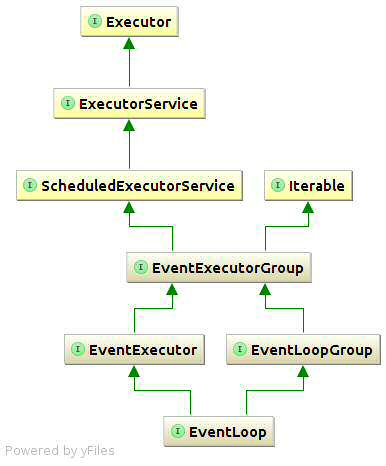 I Executor
I ExecutorService
I ScheduledExecutorService
I Iterable
I EventExecutorGroup
I EventExecutor
I EventLoopGroup
I EventLoop
Powered by yFiles